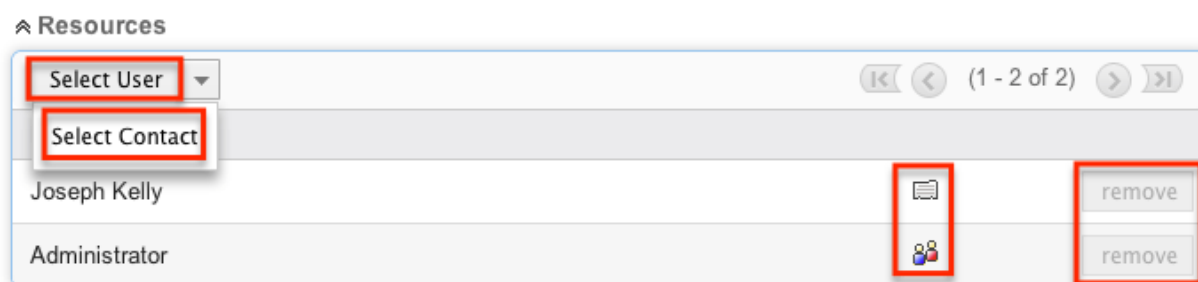 Resources
Select User (1 - 2 of 2)
Select Contact
Joseph Kelly remove
Administrator remove